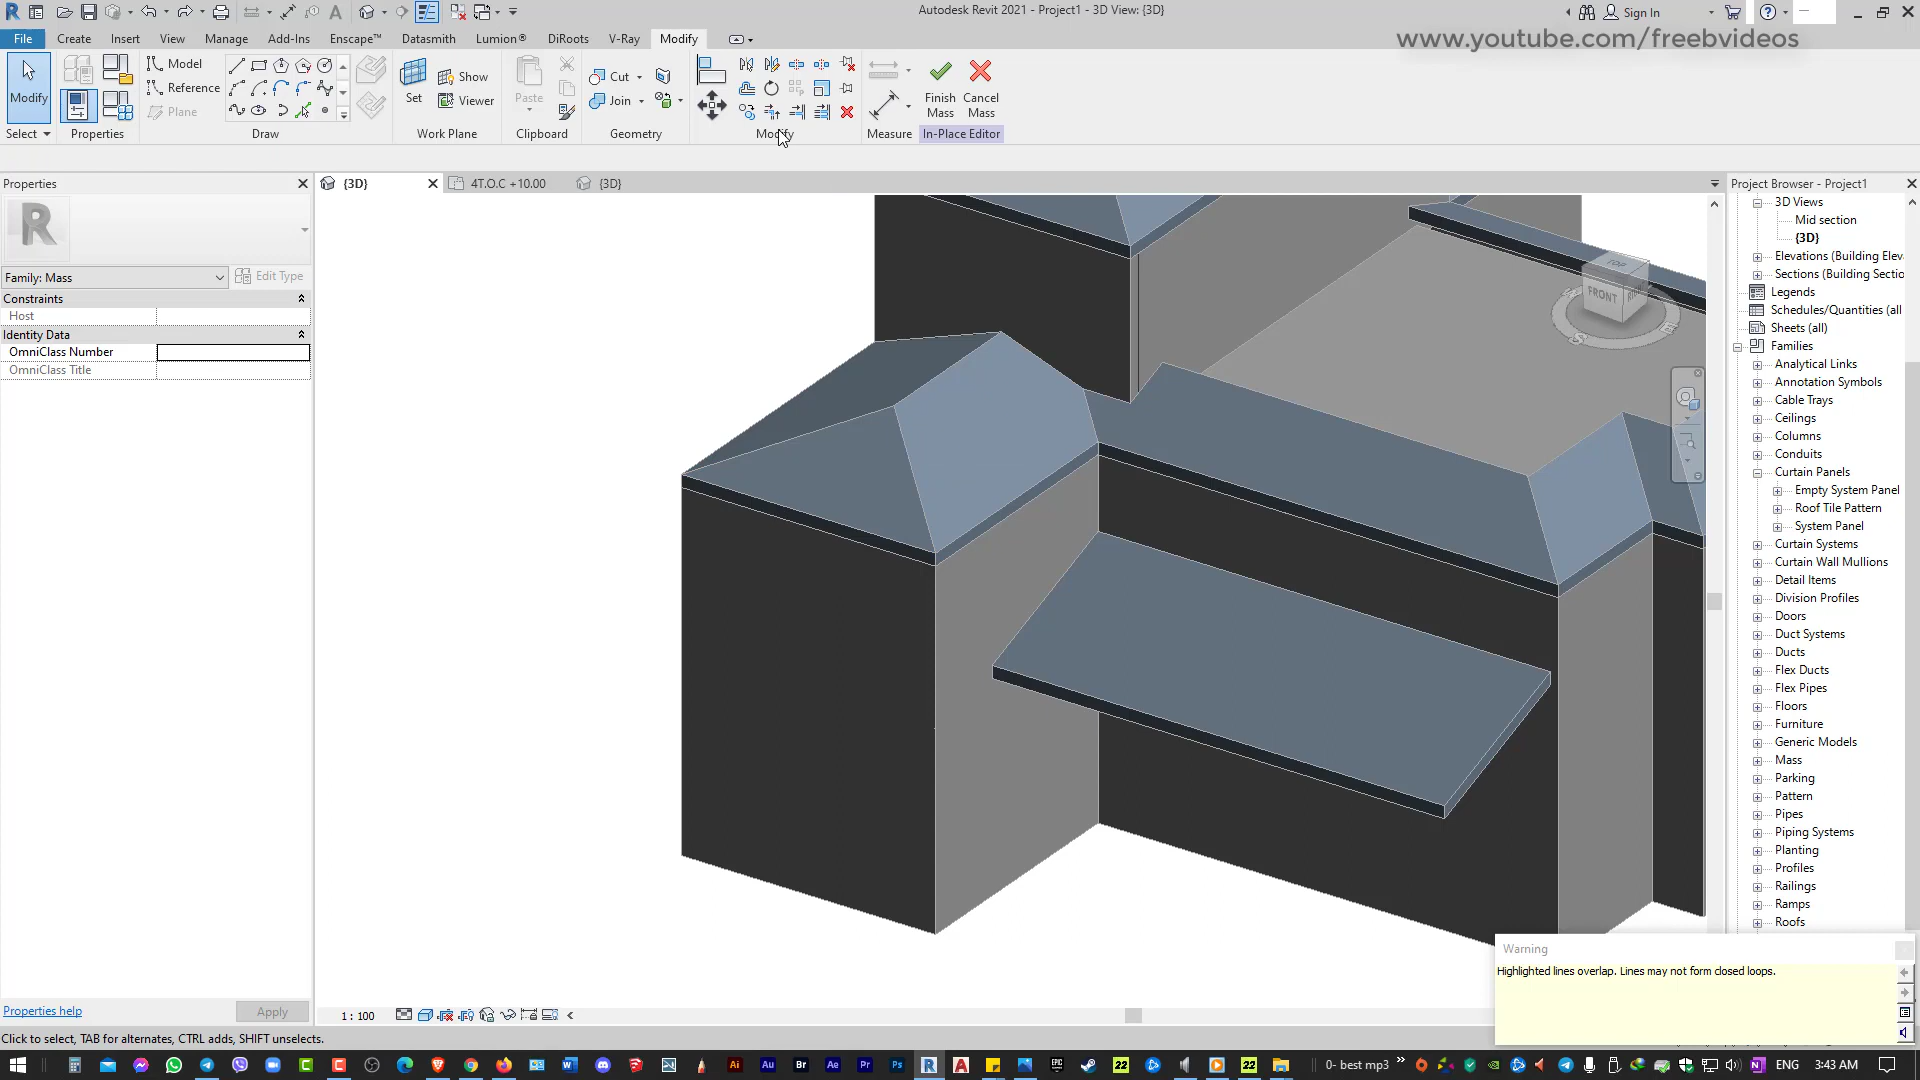 Autodesk Revit 2021 - Project1 - 3D View: {3D}
Sign In
File Create Insert View Manage Add-Ins Enscape™ Datasmith Lumion® DiRoots V-Ray Modify
www.youtube.com/freebvideos
Modify
Model
Reference
Plane
Set
Show
Viewer
Paste
Cut
Join
Finish Mass
Cancel Mass
Select Properties Draw Work Plane Clipboard Geometry Modify Measure In-Place Editor
Properties
{3D}
4T.O.C +10.00
{3D}
Project Browser - Project1
Family: Mass
Edit Type
Constraints
Host
Identity Data
OmniClass Number
OmniClass Title
TOP
FRONT
3D Views
Mid section
{3D}
Elevations (Building Elev
Sections (Building Sectio
Legends
Schedules/Quantities (all
Sheets (all)
Families
Analytical Links
Annotation Symbols
Cable Trays
Ceilings
Columns
Conduits
Curtain Panels
Empty System Panel
Roof Tile Pattern
System Panel
Curtain Systems
Curtain Wall Mullions
Detail Items
Division Profiles
Doors
Duct Systems
Ducts
Flex Ducts
Flex Pipes
Floors
Furniture
Generic Models
Mass
Parking
Pattern
Pipes
Piping Systems
Planting
Profiles
Railings
Ramps
Roofs
Warning
Highlighted lines overlap. Lines may not form closed loops.
Properties help
Apply
1 : 100
Click to select, TAB for alternates, CTRL adds, SHIFT unselects.
0- best mp3
ENG
3:43 AM